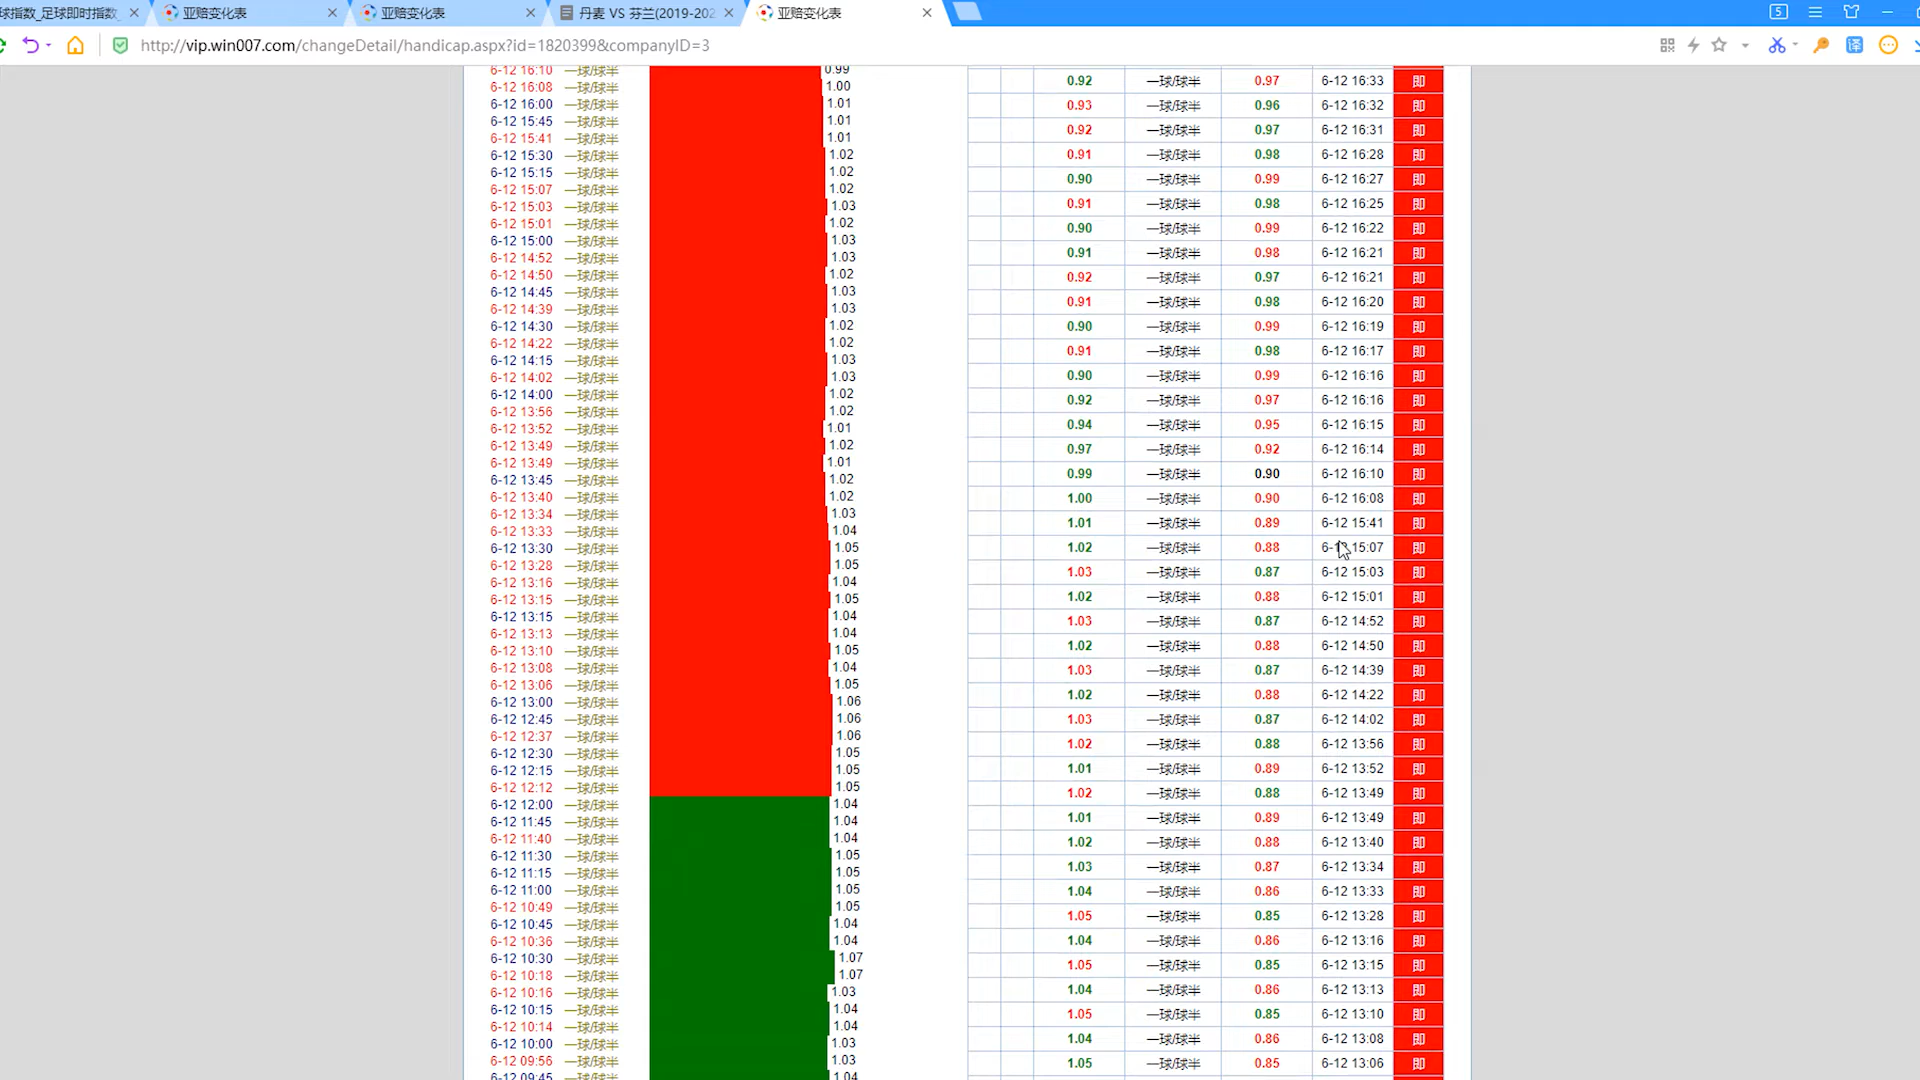 球指数_足球即时指数_
亚赔变化表
亚赔变化表
丹麦 VS 芬兰(2019-202
亚赔变化表
5
http://vip.win007.com/changeDetail/handicap.aspx?id=1820399&companyID=3
译
6-12 16:10 一球/球半 0.99
6-12 16:08 一球/球半 1.00
6-12 16:00 一球/球半 1.01
6-12 15:45 一球/球半 1.01
6-12 15:41 一球/球半 1.01
6-12 15:30 一球/球半 1.02
6-12 15:15 一球/球半 1.02
6-12 15:07 一球/球半 1.02
6-12 15:03 一球/球半 1.03
6-12 15:01 一球/球半 1.02
6-12 15:00 一球/球半 1.03
6-12 14:52 一球/球半 1.03
6-12 14:50 一球/球半 1.02
6-12 14:45 一球/球半 1.03
6-12 14:39 一球/球半 1.03
6-12 14:30 一球/球半 1.02
6-12 14:22 一球/球半 1.02
6-12 14:15 一球/球半 1.03
6-12 14:02 一球/球半 1.03
6-12 14:00 一球/球半 1.02
6-12 13:56 一球/球半 1.02
6-12 13:52 一球/球半 1.01
6-12 13:49 一球/球半 1.02
6-12 13:49 一球/球半 1.01
6-12 13:45 一球/球半 1.02
6-12 13:40 一球/球半 1.02
6-12 13:34 一球/球半 1.03
6-12 13:33 一球/球半 1.04
6-12 13:30 一球/球半 1.05
6-12 13:28 一球/球半 1.05
6-12 13:16 一球/球半 1.04
6-12 13:15 一球/球半 1.05
6-12 13:15 一球/球半 1.04
6-12 13:13 一球/球半 1.04
6-12 13:10 一球/球半 1.05
6-12 13:08 一球/球半 1.04
6-12 13:06 一球/球半 1.05
6-12 13:00 一球/球半 1.06
6-12 12:45 一球/球半 1.06
6-12 12:37 一球/球半 1.06
6-12 12:30 一球/球半 1.05
6-12 12:15 一球/球半 1.05
6-12 12:12 一球/球半 1.05
6-12 12:00 一球/球半 1.04
6-12 11:45 一球/球半 1.04
6-12 11:40 一球/球半 1.04
6-12 11:30 一球/球半 1.05
6-12 11:15 一球/球半 1.05
6-12 11:00 一球/球半 1.05
6-12 10:49 一球/球半 1.05
6-12 10:45 一球/球半 1.04
6-12 10:36 一球/球半 1.04
6-12 10:30 一球/球半 1.07
6-12 10:18 一球/球半 1.07
6-12 10:16 一球/球半 1.03
6-12 10:15 一球/球半 1.04
6-12 10:14 一球/球半 1.04
6-12 10:00 一球/球半 1.03
6-12 09:56 一球/球半 1.03
6-12 09:45 一球/球半 1.04
0.92 一球/球半 0.97 6-12 16:33 即
0.93 一球/球半 0.96 6-12 16:32 即
0.92 一球/球半 0.97 6-12 16:31 即
0.91 一球/球半 0.98 6-12 16:28 即
0.90 一球/球半 0.99 6-12 16:27 即
0.91 一球/球半 0.98 6-12 16:25 即
0.90 一球/球半 0.99 6-12 16:22 即
0.91 一球/球半 0.98 6-12 16:21 即
0.92 一球/球半 0.97 6-12 16:21 即
0.91 一球/球半 0.98 6-12 16:20 即
0.90 一球/球半 0.99 6-12 16:19 即
0.91 一球/球半 0.98 6-12 16:17 即
0.90 一球/球半 0.99 6-12 16:16 即
0.92 一球/球半 0.97 6-12 16:16 即
0.94 一球/球半 0.95 6-12 16:15 即
0.97 一球/球半 0.92 6-12 16:14 即
0.99 一球/球半 0.90 6-12 16:10 即
1.00 一球/球半 0.90 6-12 16:08 即
1.01 一球/球半 0.89 6-12 15:41 即
1.02 一球/球半 0.88 6-12 15:07 即
1.03 一球/球半 0.87 6-12 15:03 即
1.02 一球/球半 0.88 6-12 15:01 即
1.03 一球/球半 0.87 6-12 14:52 即
1.02 一球/球半 0.88 6-12 14:50 即
1.03 一球/球半 0.87 6-12 14:39 即
1.02 一球/球半 0.88 6-12 14:22 即
1.03 一球/球半 0.87 6-12 14:02 即
1.02 一球/球半 0.88 6-12 13:56 即
1.01 一球/球半 0.89 6-12 13:52 即
1.02 一球/球半 0.88 6-12 13:49 即
1.01 一球/球半 0.89 6-12 13:49 即
1.02 一球/球半 0.88 6-12 13:40 即
1.03 一球/球半 0.87 6-12 13:34 即
1.04 一球/球半 0.86 6-12 13:33 即
1.05 一球/球半 0.85 6-12 13:28 即
1.04 一球/球半 0.86 6-12 13:16 即
1.05 一球/球半 0.85 6-12 13:15 即
1.04 一球/球半 0.86 6-12 13:13 即
1.05 一球/球半 0.85 6-12 13:10 即
1.04 一球/球半 0.86 6-12 13:08 即
1.05 一球/球半 0.85 6-12 13:06 即